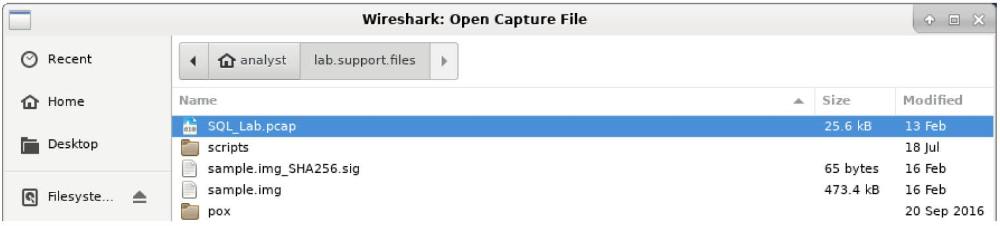 Wireshark: Open Capture File
Recent
Home
Desktop
Filesyste...
analyst lab.support.files
Name Size Modified
SQL_Lab.pcap 25.6 kB 13 Feb
scripts 18 Jul
sample.img_SHA256.sig 65 bytes 16 Feb
sample.img 473.4 kB 16 Feb
pox 20 Sep 2016